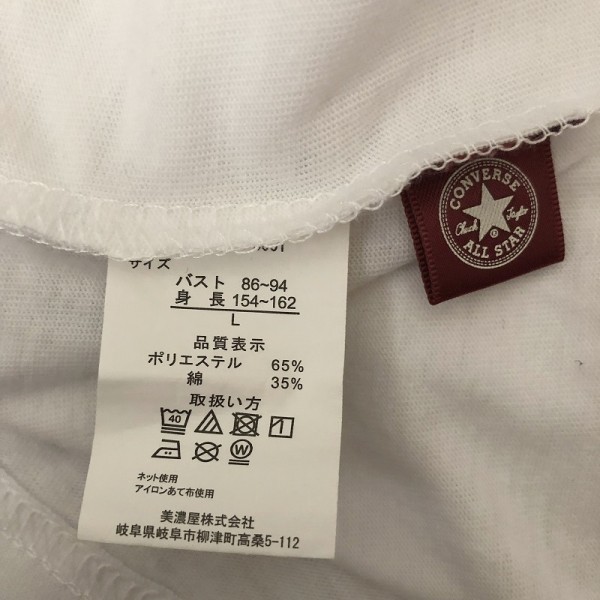 CONVERSE
Chuck Taylor
ALL STAR
サイズ
バスト 86~94
身 長 154~162
L
品質表示
ポリエステル 65%
綿 35%
取扱い方
40
ネット使用
アイロンあて布使用
美濃屋株式会社
岐阜県岐阜市柳津町高桑5-112